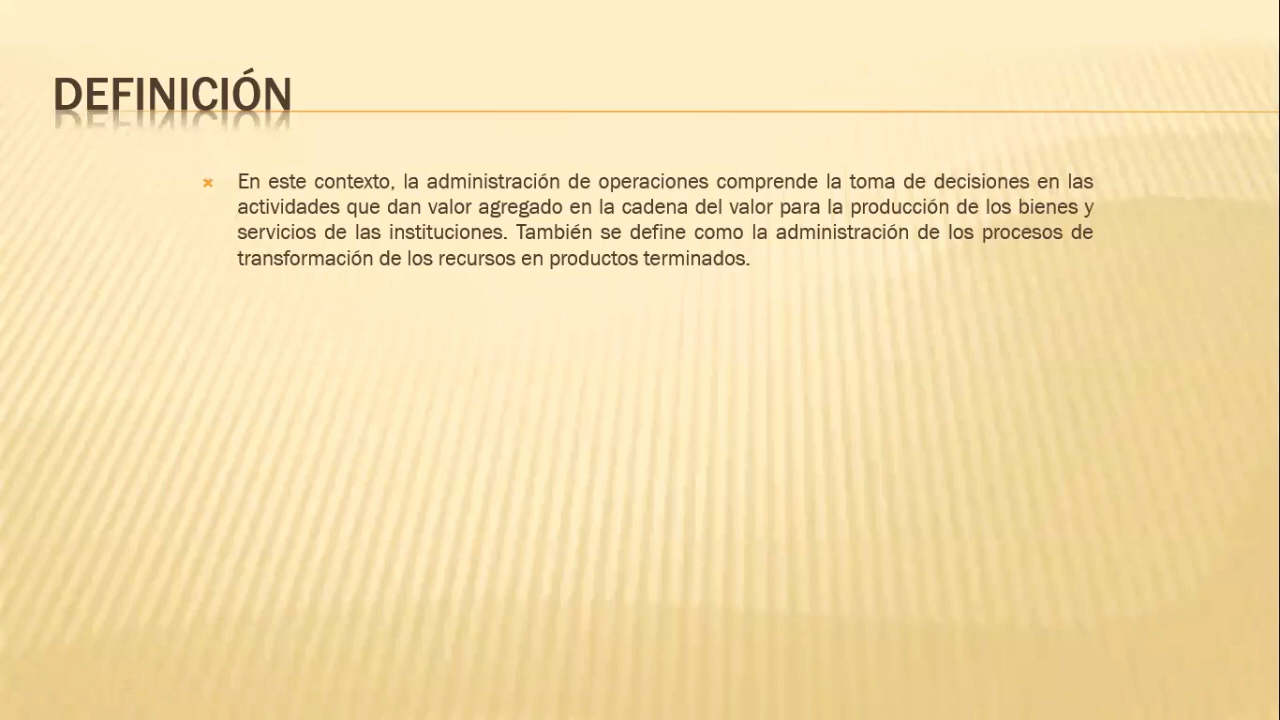 DEFINICIÓN
En este contexto, la administración de operaciones comprende la toma de decisiones en las
actividades que dan valor agregado en la cadena del valor para la producción de los bienes y
servicios de las instituciones. También se define como la administración de los procesos de
transformación de los recursos en productos terminados.